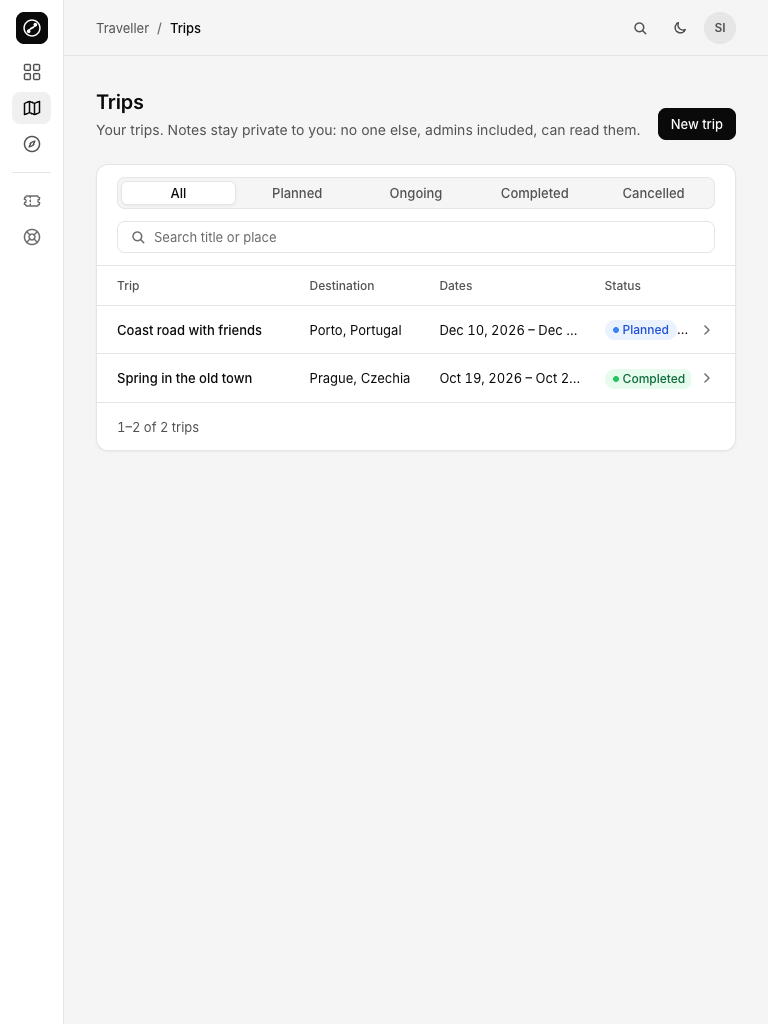 Traveller / Trips
SI
Trips
Your trips. Notes stay private to you: no one else, admins included, can read them.
New trip
All Planned Ongoing Completed Cancelled
Search title or place
Trip Destination Dates Status
Coast road with friends Porto, Portugal Dec 10, 2026 – Dec ... Planned ...
Spring in the old town Prague, Czechia Oct 19, 2026 – Oct 2... Completed
1–2 of 2 trips